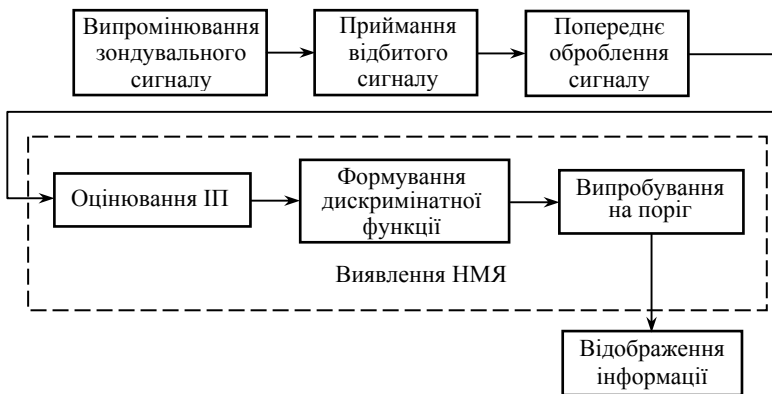 Випромінювання
зондувального
сигналу
Приймання
відбитого
сигналу
Попереднє
оброблення
сигналу
Оцінювання ІП
Формування
дискримінатної
функції
Випробування
на поріг
Виявлення НМЯ
Відображення
інформації